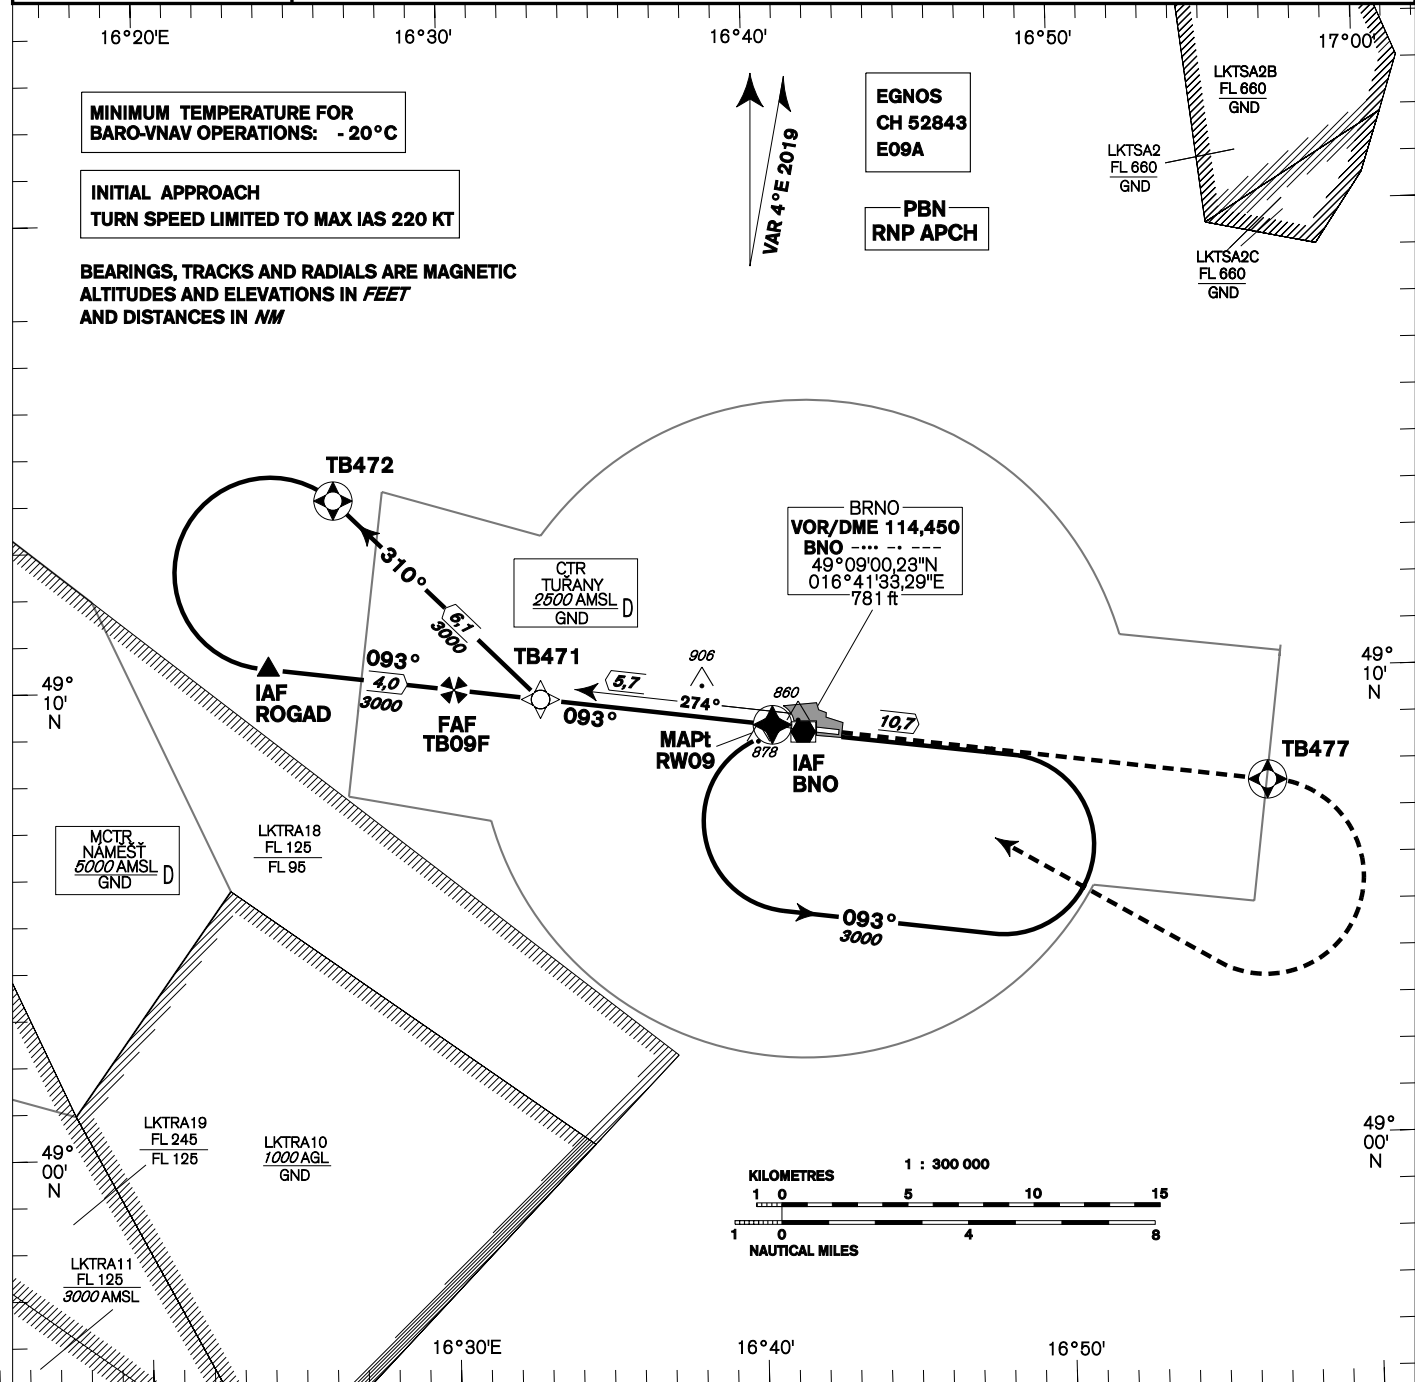 16°20'E
16°30'
16°40'
16°50'
17°00'
MINIMUM TEMPERATURE FOR
BARO-VNAV OPERATIONS: - 20°C
INITIAL APPROACH
TURN SPEED LIMITED TO MAX IAS 220 KT
BEARINGS, TRACKS AND RADIALS ARE MAGNETIC
ALTITUDES AND ELEVATIONS IN FEET
AND DISTANCES IN NM
VAR 4°E 2019
EGNOS
CH 52843
E09A
PBN
RNP APCH
LKTSA2B
FL 660
GND
LKTSA2
FL 660
GND
LKTSA2C
FL 660
GND
TB472
310°
6,1
3000
CTR
TUŘANY
2500 AMSL
GND
D
BRNO
VOR/DME 114,450
BNO
49°09'00,23"N
016°41'33,29"E
781 ft
TB471
093°
4,0
3000
IAF
ROGAD
FAF
TB09F
093°
5,7
274°
906
860
878
MAPt
RW09
IAF
BNO
10,7
TB477
093°
3000
49°
10'
N
49°
10'
N
MCTR
NÁMĚŠŤ
5000 AMSL
GND
D
LKTRA18
FL 125
FL 95
LKTRA19
FL 245
FL 125
LKTRA10
1000 AGL
GND
LKTRA11
FL 125
3000 AMSL
49°
00'
N
49°
00'
N
1 : 300 000
KILOMETRES
1 0 5 10 15
1 0 4 8
NAUTICAL MILES
16°30'E
16°40'
16°50'